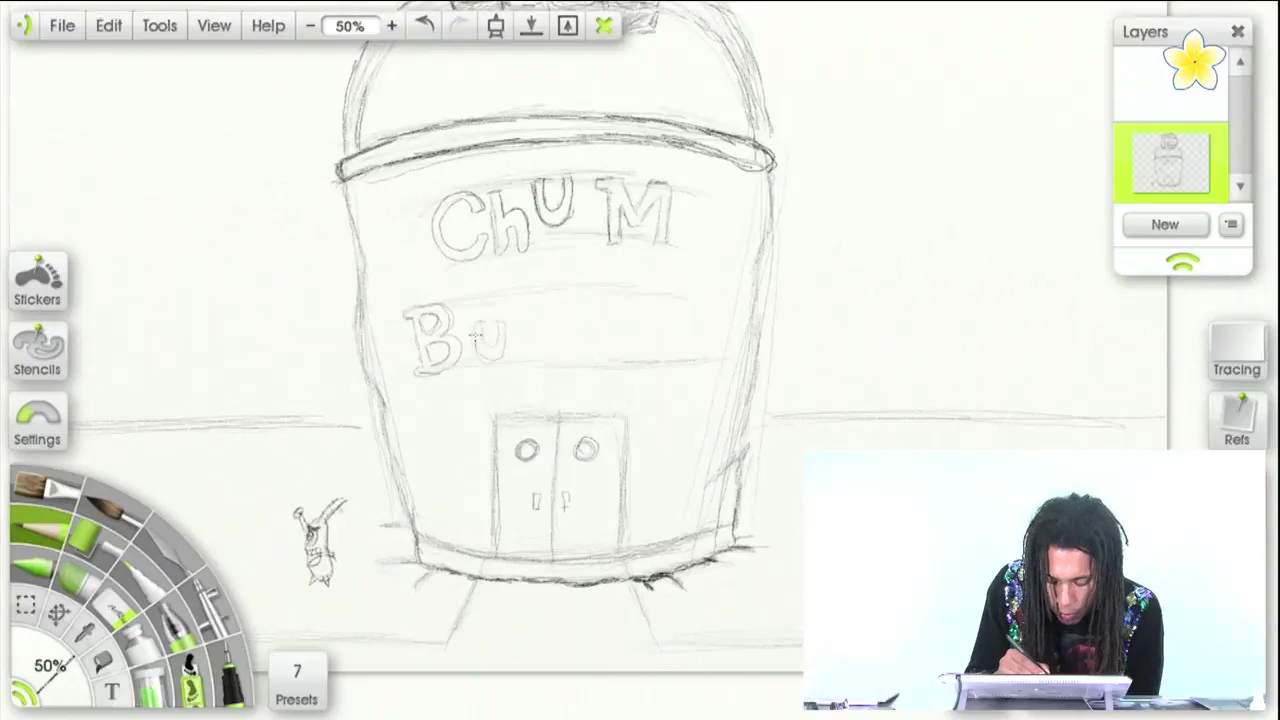 File Edit Tools View Help − 50% +
Layers
New
ChUM
BU
Stickers
Stencils
Settings
Tracing
Refs
50%
T
7
Presets